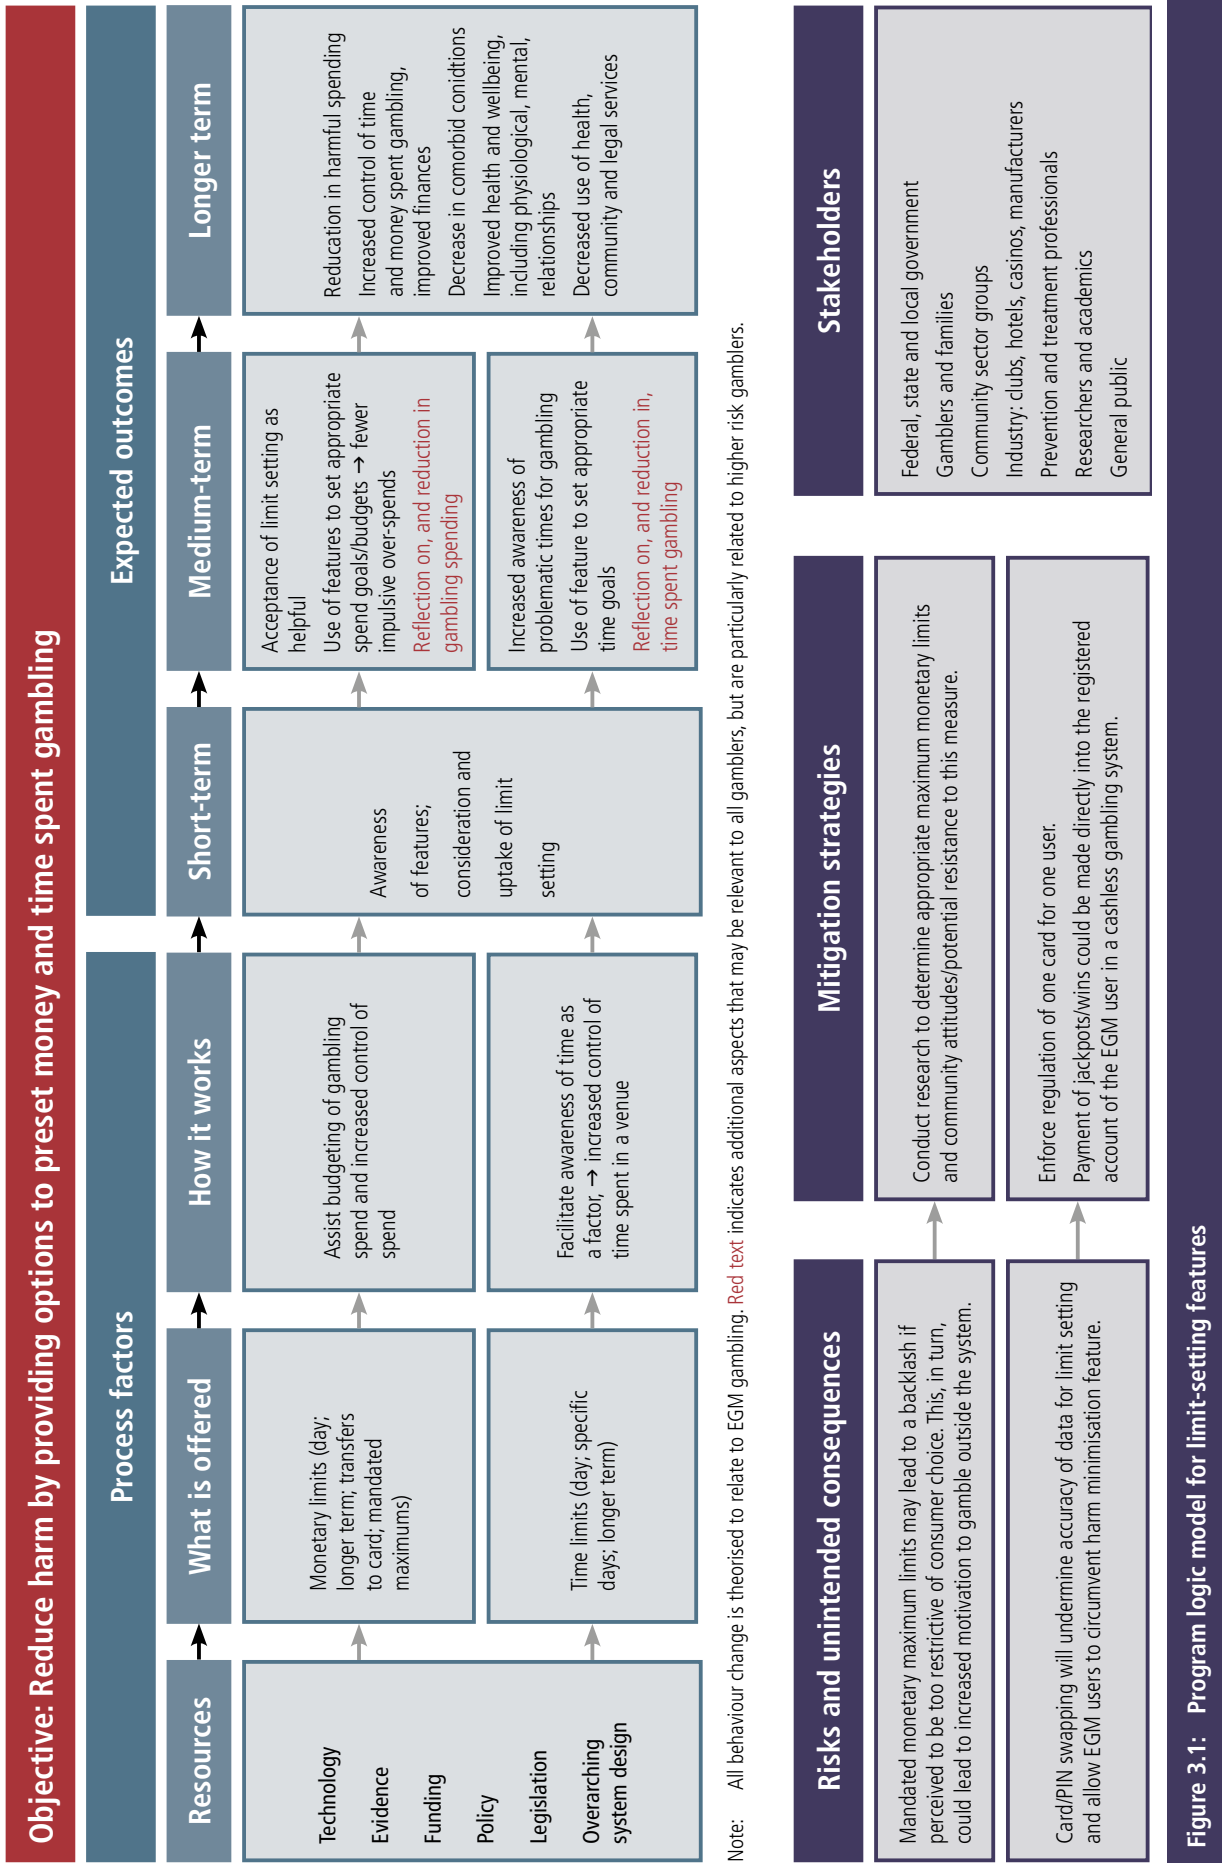 Objective: Reduce harm by providing options to preset money and time spent gambling
Process factors
Expected outcomes
Resources
What is offered
How it works
Short-term
Medium-term
Longer term
Technology
Evidence
Funding
Policy
Legislation
Overarching
system design
Monetary limits (day;
longer term; transfers
to card; mandated
maximums)
Time limits (day; specific
days; longer term)
Assist budgeting of gambling
spend and increased control of
spend
Facilitate awareness of time as
a factor, → increased control of
time spent in a venue
Awareness
of features;
consideration and
uptake of limit
setting
Acceptance of limit setting as
helpful
Use of features to set appropriate
spend goals/budgets → fewer
impulsive over-spends
Reflection on, and reduction in
gambling spending
Increased awareness of
problematic times for gambling
Use of feature to set appropriate
time goals
Reflection on, and reduction in,
time spent gambling
Reducation in harmful spending
Increased control of time
and money spent gambling,
improved finances
Decrease in comorbid conidtions
Improved health and wellbeing,
including physiological, mental,
relationships
Decreased use of health,
community and legal services
Note: All behaviour change is theorised to relate to EGM gambling. Red text indicates additional aspects that may be relevant to all gamblers, but are particularly related to higher risk gamblers.
Risks and unintended consequences
Mitigation strategies
Stakeholders
Mandated monetary maximum limits may lead to a backlash if
perceived to be too restrictive of consumer choice. This, in turn,
could lead to increased motivation to gamble outside the system.
Card/PIN swapping will undermine accuracy of data for limit setting
and allow EGM users to circumvent harm minimisation feature.
Conduct research to determine appropriate maximum monetary limits
and community attitudes/potential resistance to this measure.
Enforce regulation of one card for one user.
Payment of jackpots/wins could be made directly into the registered
account of the EGM user in a cashless gambling system.
Federal, state and local government
Gamblers and families
Community sector groups
Industry: clubs, hotels, casinos, manufacturers
Prevention and treatment professionals
Researchers and academics
General public
Figure 3.1: Program logic model for limit-setting features